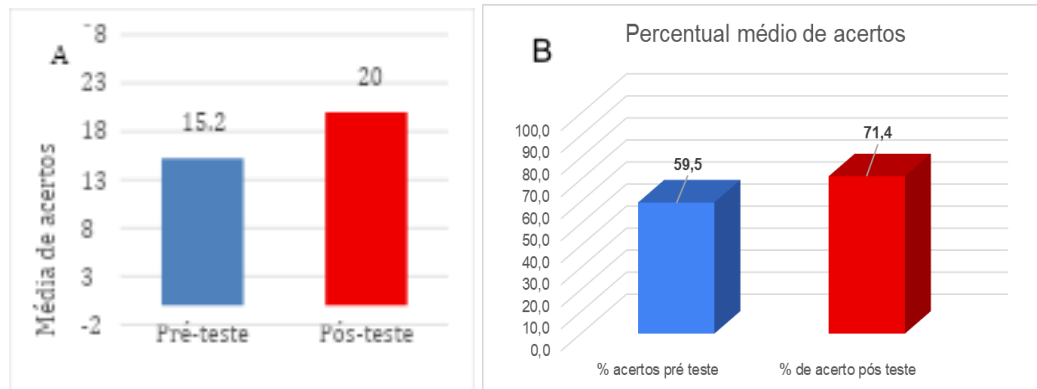 A
Média de acertos
23
18
13
8
3
-2
15.2
20
Pré-teste
Pós-teste
B
Percentual médio de acertos
100,0
90,0
80,0
70,0
60,0
50,0
40,0
30,0
20,0
10,0
0,0
59,5
71,4
% acertos pré teste
% de acerto pós teste